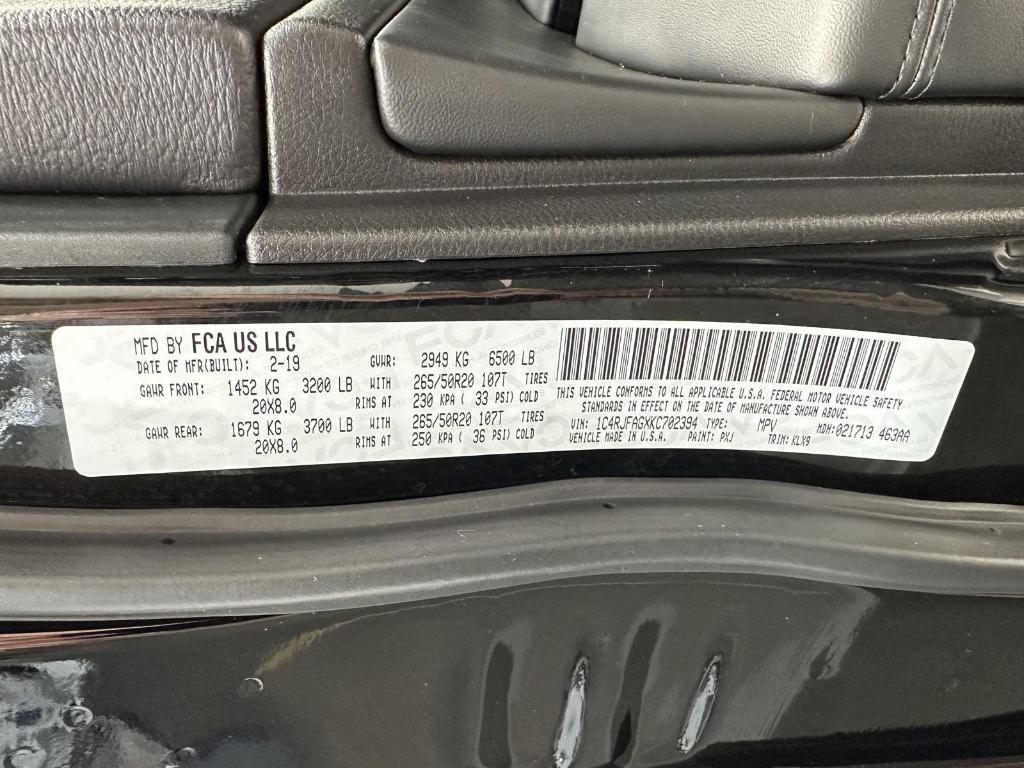 MFD BY FCA US LLC
DATE OF MFR(BUILT): 2-19 GVWR: 2949 KG 6500 LB
GAWR FRONT: 1452 KG 3200 LB WITH 265/50R20 107T TIRES
20X8.0 RIMS AT 230 KPA ( 33 PSI) COLD
GAWR REAR: 1679 KG 3700 LB WITH 265/50R20 107T TIRES
20X8.0 RIMS AT 250 KPA ( 36 PSI) COLD
THIS VEHICLE CONFORMS TO ALL APPLICABLE U.S.A. FEDERAL MOTOR VEHICLE SAFETY
STANDARDS IN EFFECT ON THE DATE OF MANUFACTURE SHOWN ABOVE.
VIN: 1C4RJFAGXKC702394 TYPE: MPV MDH:021713 463AA
VEHICLE MADE IN U.S.A. PAINT: PXJ TRIM: KLX9